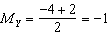 M_Y = \frac{-4+2}{2} = -1